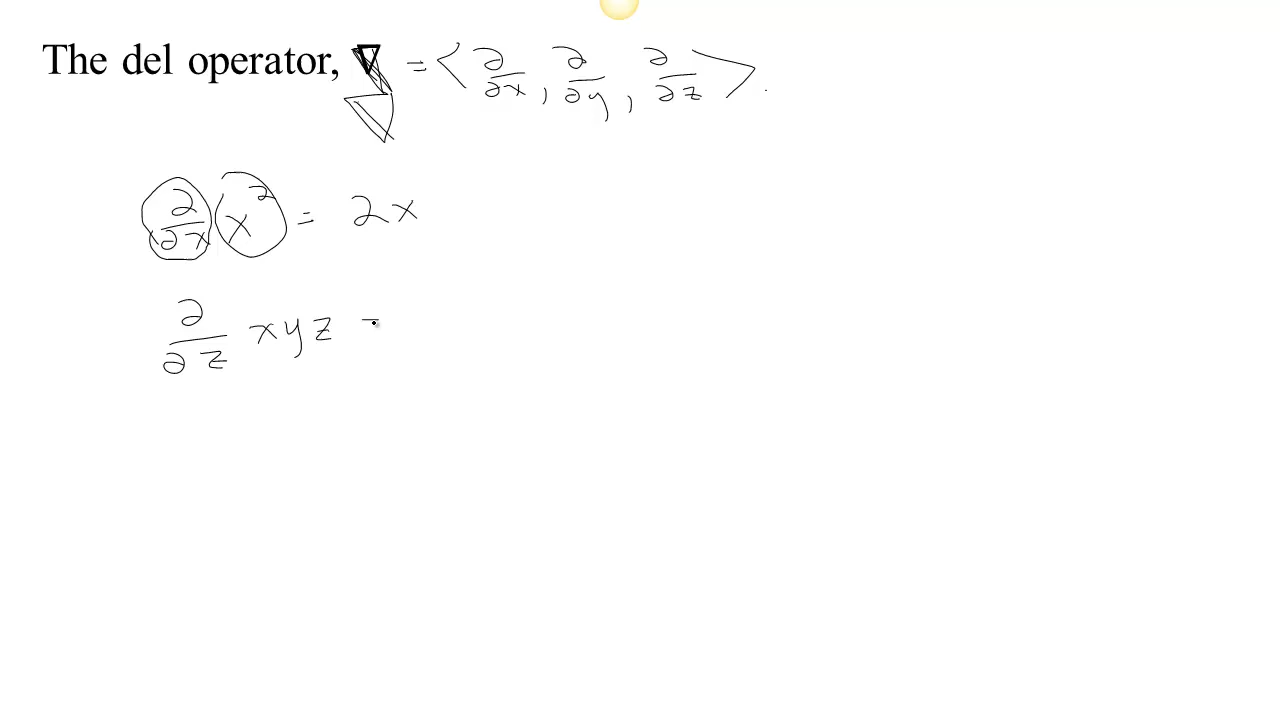 The del operator, ∇ = < ∂/∂x , ∂/∂y , ∂/∂z > .
∂/∂x x² = 2x
∂/∂z xyz =